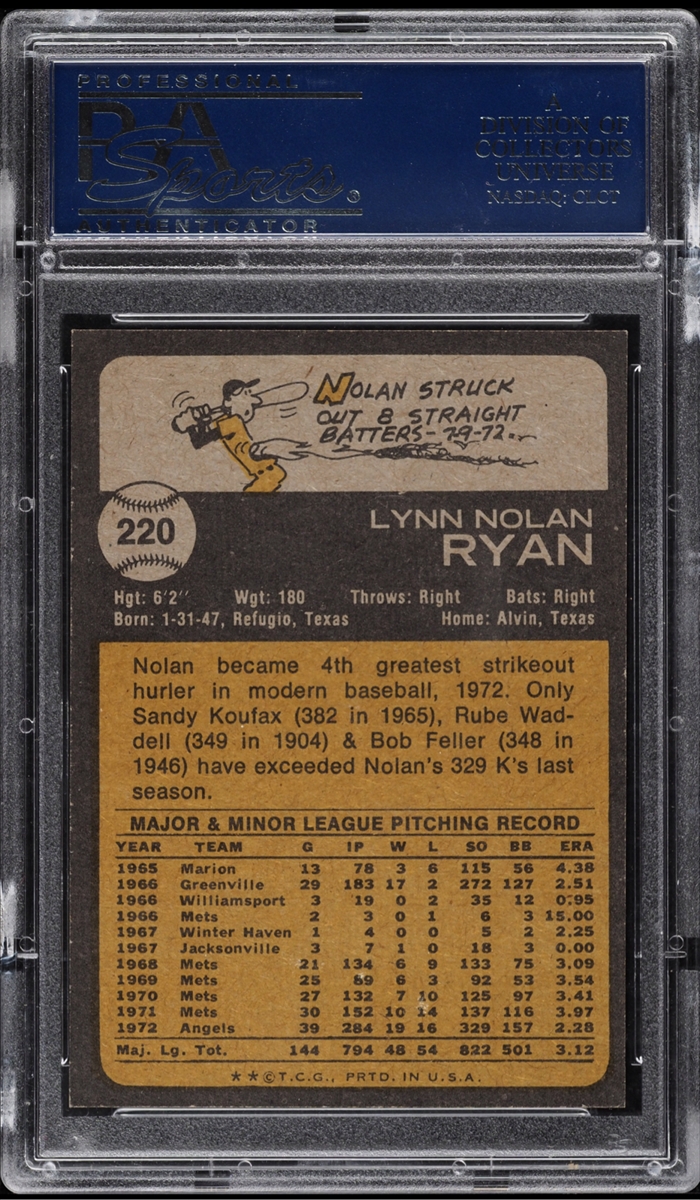 PROFESSIONAL
PSA
Sports®
AUTHENTICATOR
A
DIVISION OF
COLLECTORS
UNIVERSE
NASDAQ: CLCT
NOLAN STRUCK
OUT 8 STRAIGHT
BATTERS - 7-9-72..
220
LYNN NOLAN
RYAN
Hgt: 6'2" Wgt: 180 Throws: Right Bats: Right
Born: 1-31-47, Refugio, Texas Home: Alvin, Texas
Nolan became 4th greatest strikeout
hurler in modern baseball, 1972. Only
Sandy Koufax (382 in 1965), Rube Wad-
dell (349 in 1904) & Bob Feller (348 in
1946) have exceeded Nolan's 329 K's last
season.
MAJOR & MINOR LEAGUE PITCHING RECORD
YEAR TEAM G IP W L SO BB ERA
1965 Marion 13 78 3 6 115 56 4.38
1966 Greenville 29 183 17 2 272 127 2.51
1966 Williamsport 3 19 0 2 35 12 0.95
1966 Mets 2 3 0 1 6 3 15.00
1967 Winter Haven 1 4 0 0 5 2 2.25
1967 Jacksonville 3 7 1 0 18 3 0.00
1968 Mets 21 134 6 9 133 75 3.09
1969 Mets 25 89 6 3 92 53 3.54
1970 Mets 27 132 7 10 125 97 3.41
1971 Mets 30 152 10 14 137 116 3.97
1972 Angels 39 284 19 16 329 157 2.28
Maj. Lg. Tot. 144 794 48 54 822 501 3.12
**©T.C.G., PRTD. IN U.S.A.